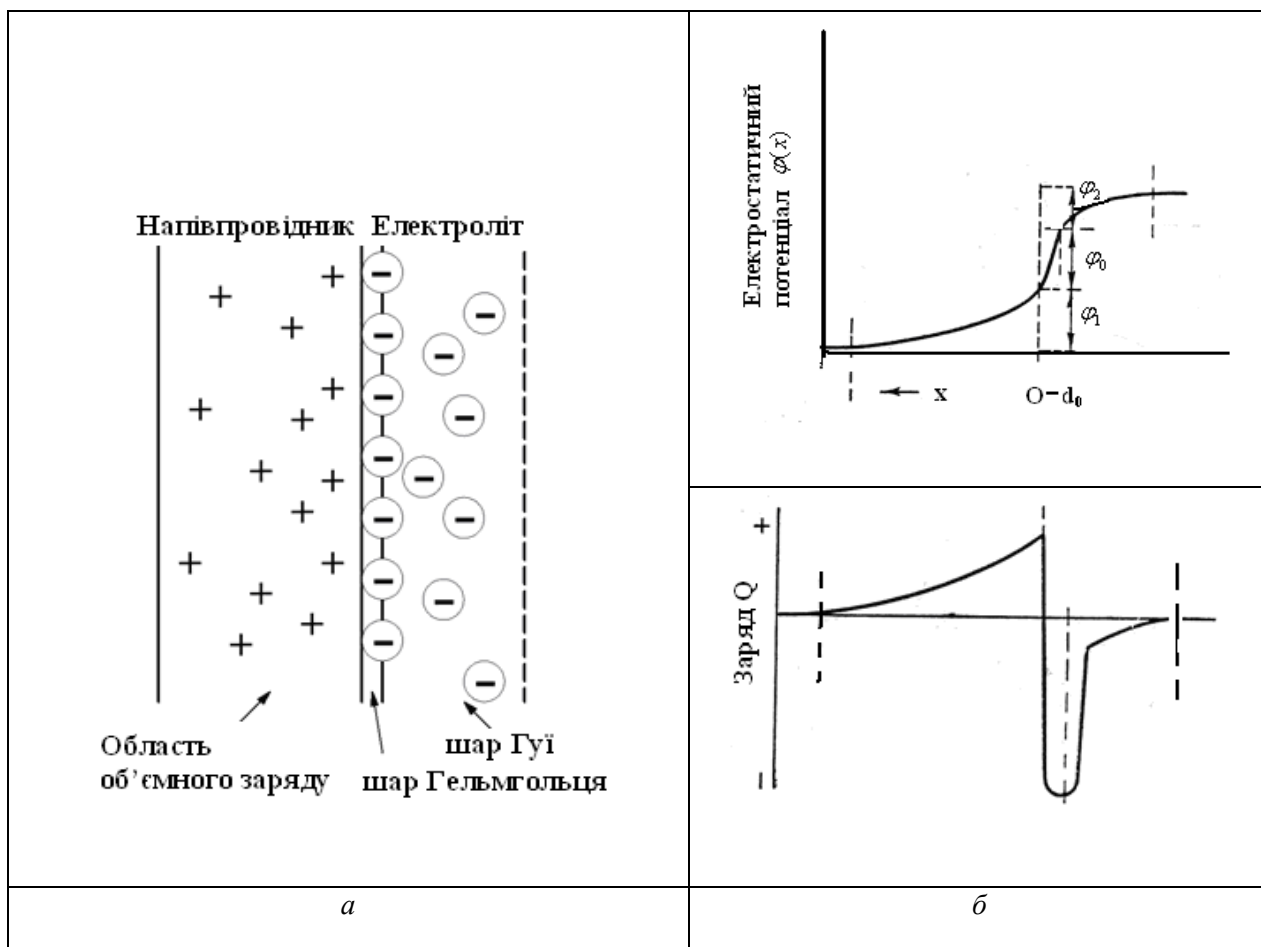 Напівпровідник Електроліт
Область
об’ємного заряду
шар Гуї
шар Гельмгольця
Електростатичний
потенціал φ(x)
φ₂
φ₀
φ₁
x
O−d₀
+
Заряд Q
−
а
б